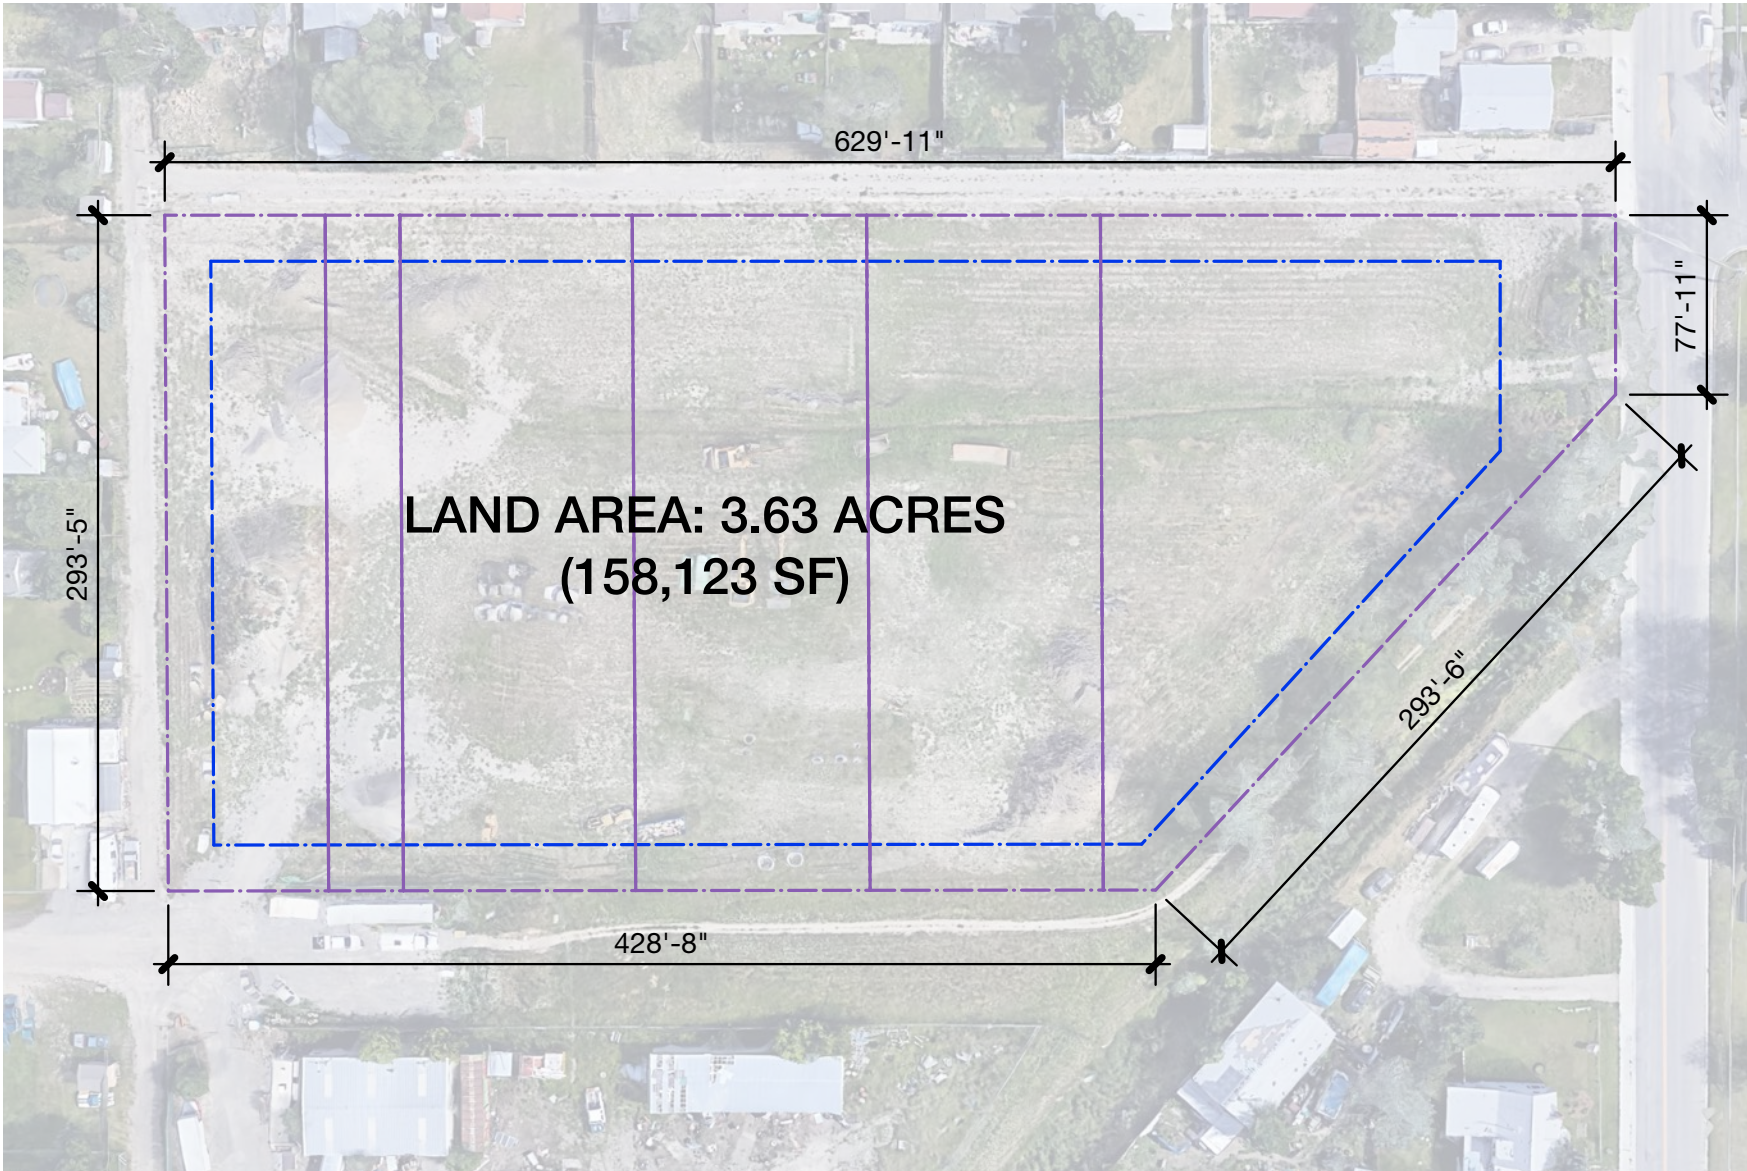 629'-11"
77'-11"
293'-5"
LAND AREA: 3.63 ACRES
(158,123 SF)
293'-6"
428'-8"